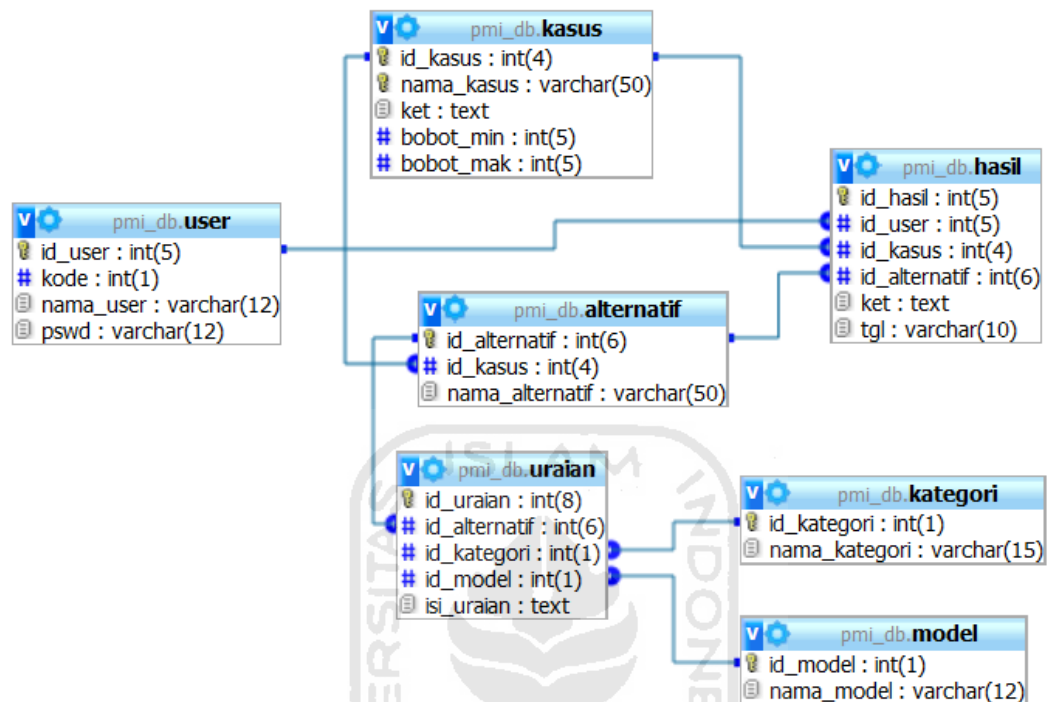 pmi_db.kasus
id_kasus : int(4)
nama_kasus : varchar(50)
ket : text
# bobot_min : int(5)
# bobot_mak : int(5)
pmi_db.hasil
id_hasil : int(5)
# id_user : int(5)
# id_kasus : int(4)
# id_alternatif : int(6)
ket : text
tgl : varchar(10)
pmi_db.user
id_user : int(5)
# kode : int(1)
nama_user : varchar(12)
pswd : varchar(12)
pmi_db.alternatif
id_alternatif : int(6)
# id_kasus : int(4)
nama_alternatif : varchar(50)
pmi_db.uraian
id_uraian : int(8)
# id_alternatif : int(6)
# id_kategori : int(1)
# id_model : int(1)
isi_uraian : text
pmi_db.kategori
id_kategori : int(1)
nama_kategori : varchar(15)
pmi_db.model
id_model : int(1)
nama_model : varchar(12)
ISLAM